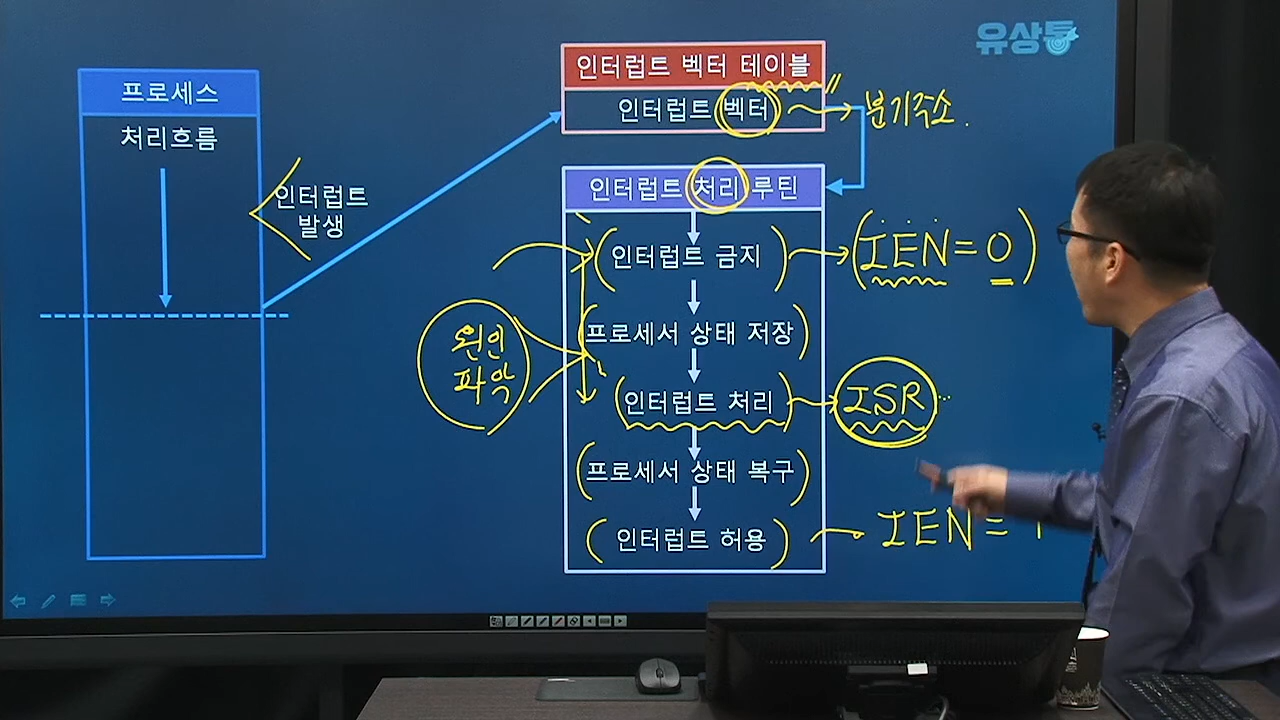 유상통
프로세스
처리흐름
인터럽트
발생
인터럽트 벡터 테이블
인터럽트 벡터
분기주소.
인터럽트 처리 루틴
인터럽트 금지
(IEN=0)
프로세서 상태 저장
원인
파악
인터럽트 처리
ISR
프로세서 상태 복구
인터럽트 허용
IEN = 1